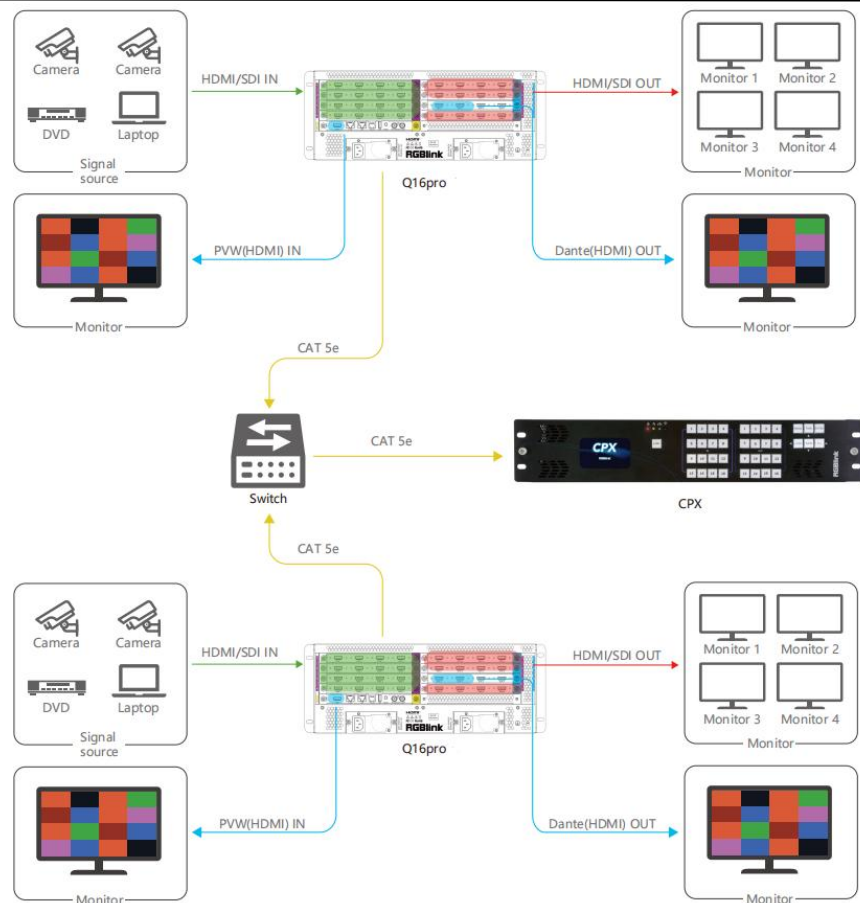 Camera
Camera
DVD
Laptop
Signal
source
HDMI/SDI IN
RGBlink
Q16pro
HDMI/SDI OUT
Monitor 1
Monitor 2
Monitor 3
Monitor 4
Monitor
Monitor
PVW(HDMI) IN
Dante(HDMI) OUT
Monitor
CAT 5e
Switch
CAT 5e
CPX
RGBlink
CPX
CAT 5e
Camera
Camera
DVD
Laptop
Signal
source
HDMI/SDI IN
RGBlink
Q16pro
HDMI/SDI OUT
Monitor 1
Monitor 2
Monitor 3
Monitor 4
Monitor
Monitor
PVW(HDMI) IN
Dante(HDMI) OUT
Monitor